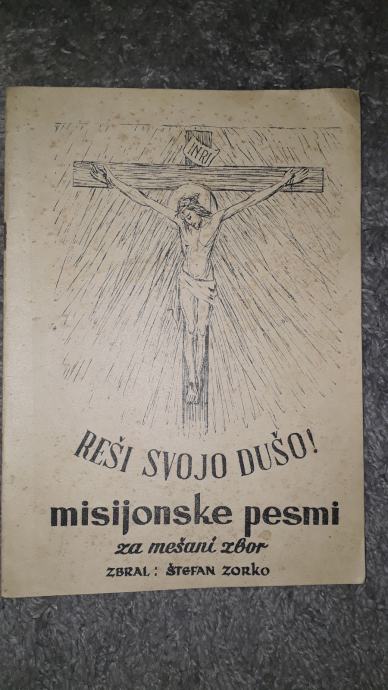 INRI
REŠI SVOJO DUŠO!
misijonske pesmi
za mešani zbor
ZBRAL: ŠTEFAN ZORKO